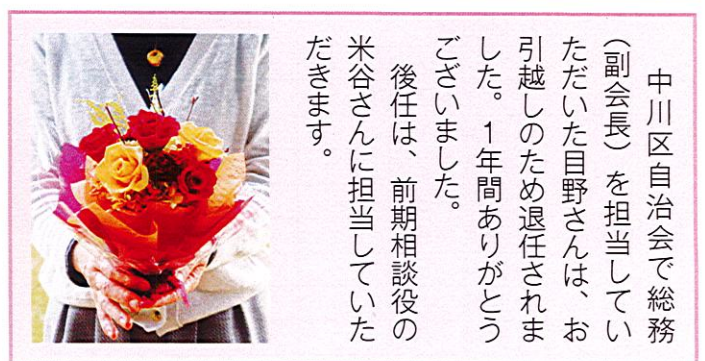 中川区自治会で総務
(副会長)を担当してい
ただいた目野さんは、お
引越しのため退任されま
した。1年間ありがとう
ございました。
後任は、前期相談役の
米谷さんに担当していた
だきます。